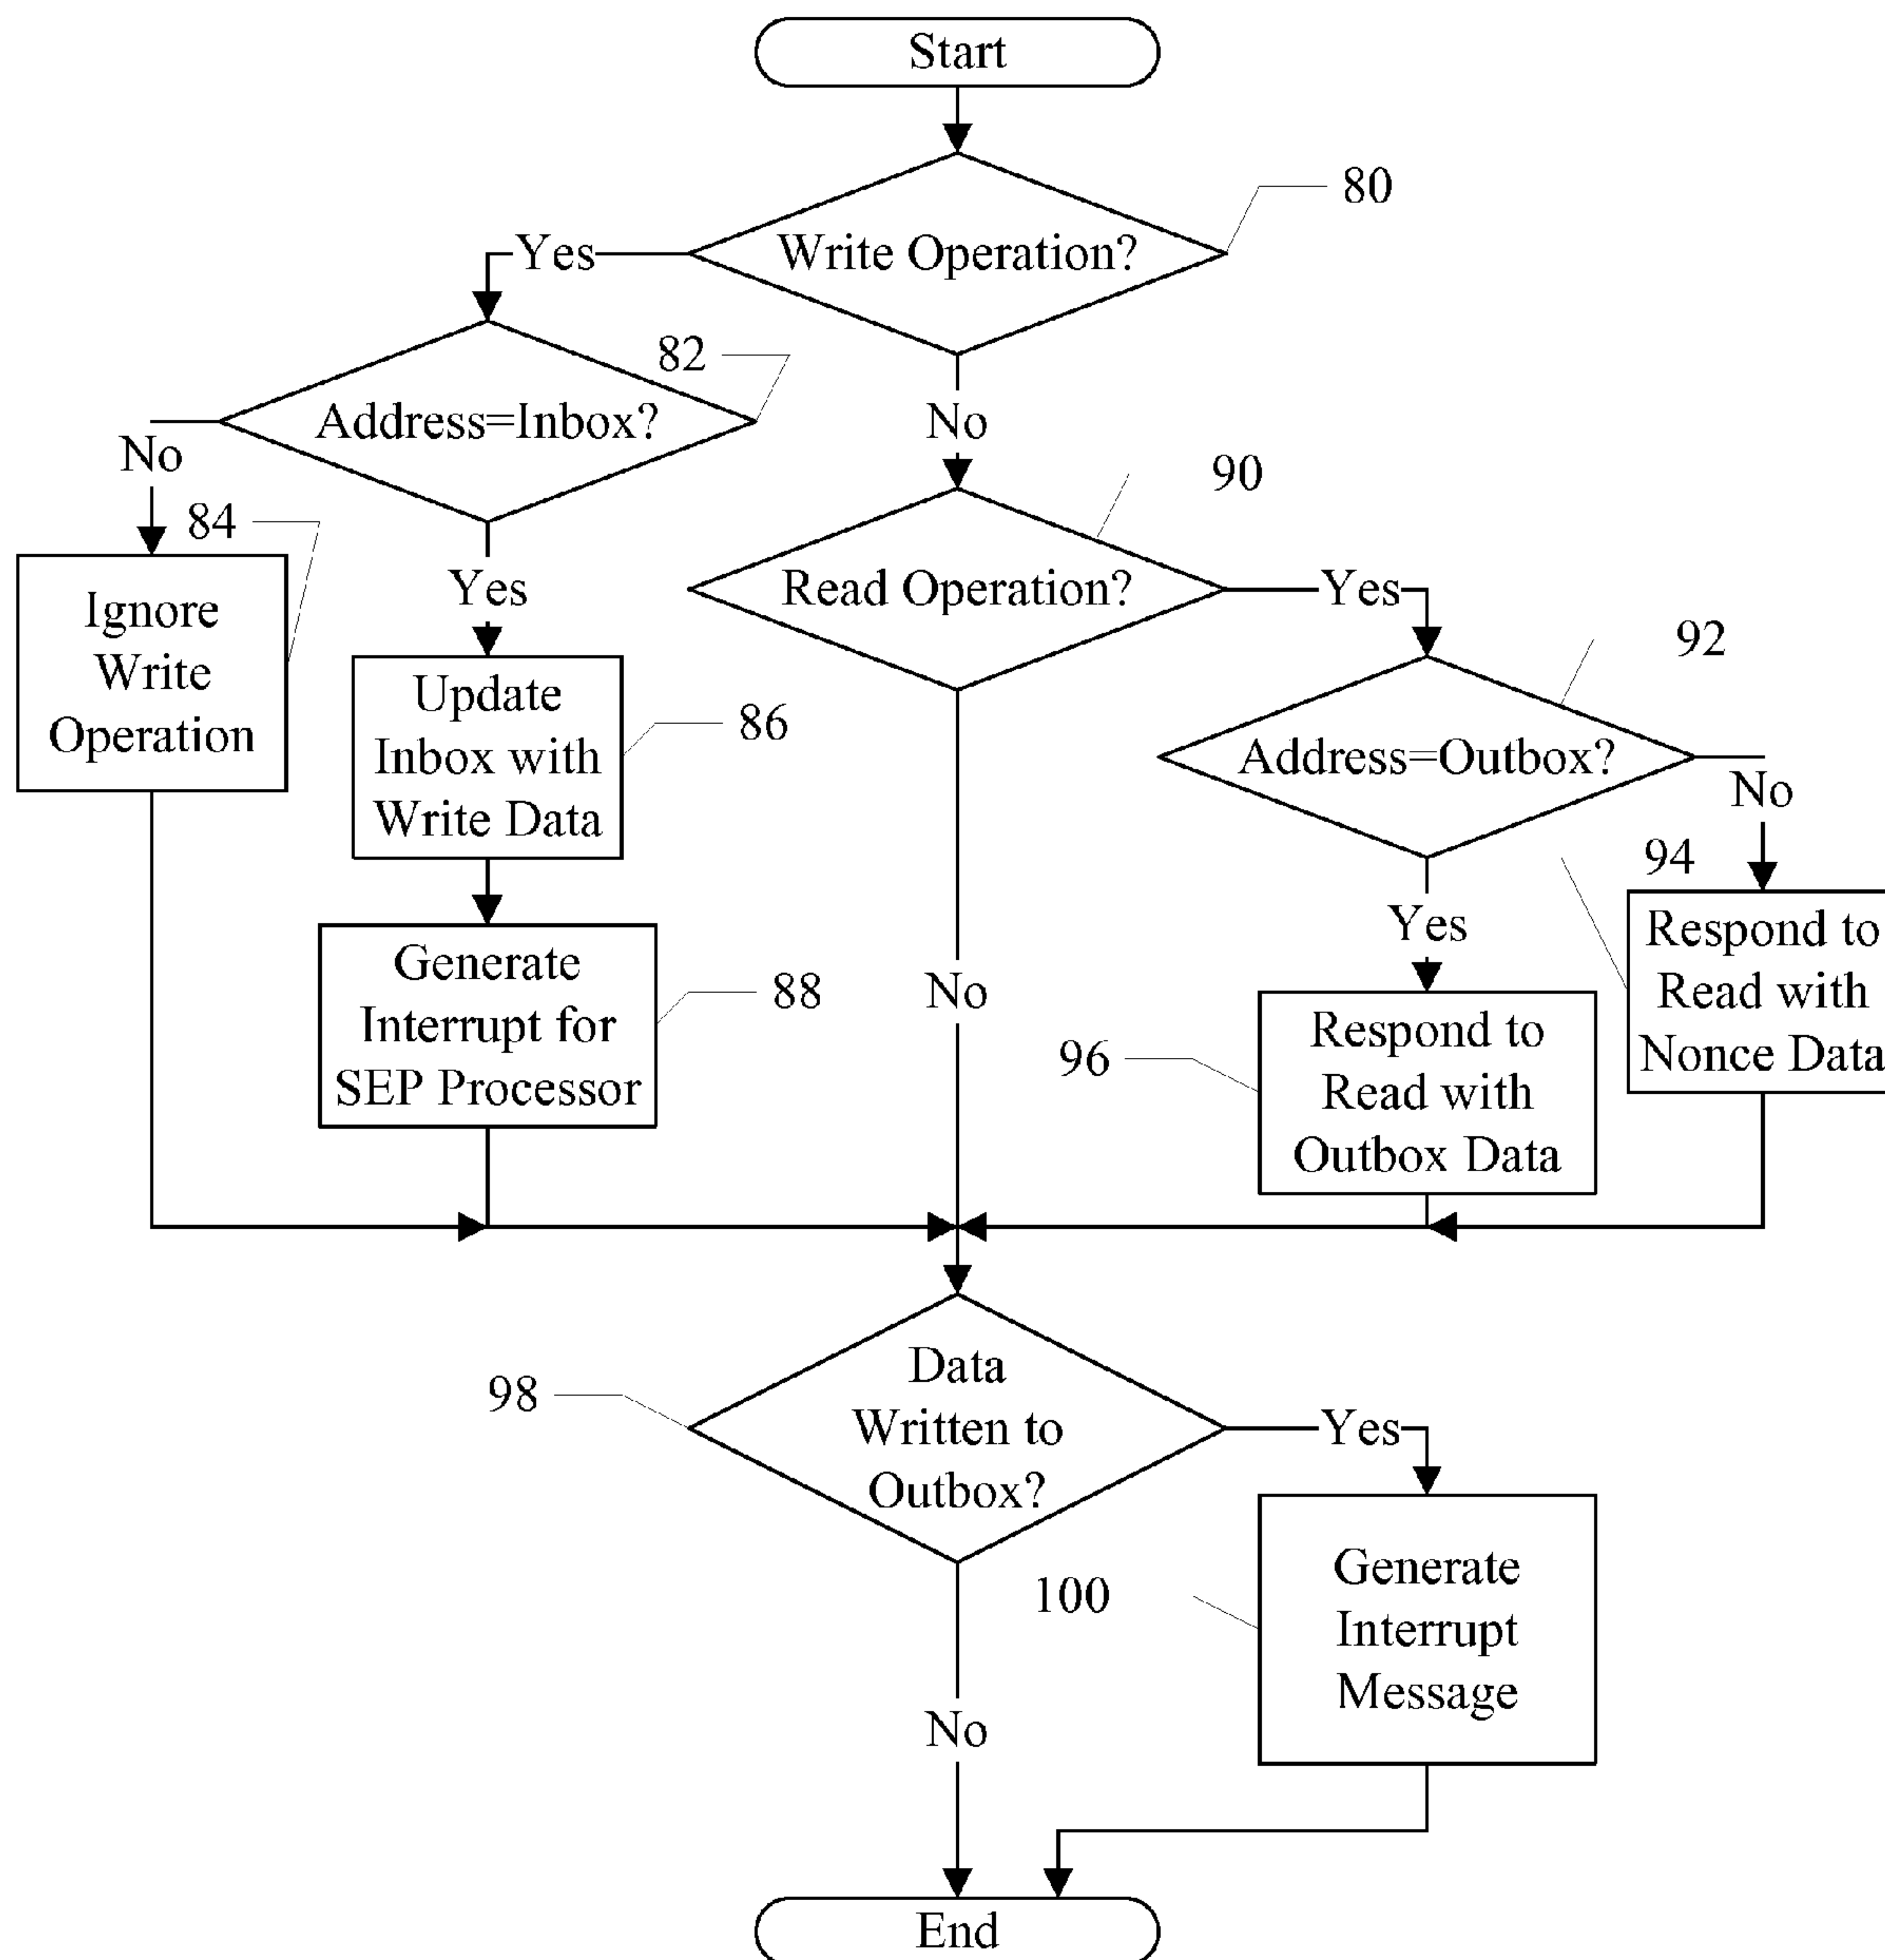 Start
80
Write Operation?
Yes
82
Address=Inbox?
No
No
90
84
Yes
Read Operation?
Yes
Ignore
Write
Operation
92
Update
Inbox with
Write Data
86
Address=Outbox?
No
94
Yes
Respond to
Read with
Nonce Data
Generate
Interrupt for
SEP Processor
88
No
96
Respond to
Read with
Outbox Data
98
Data
Written to
Outbox?
Yes
100
Generate
Interrupt
Message
No
End